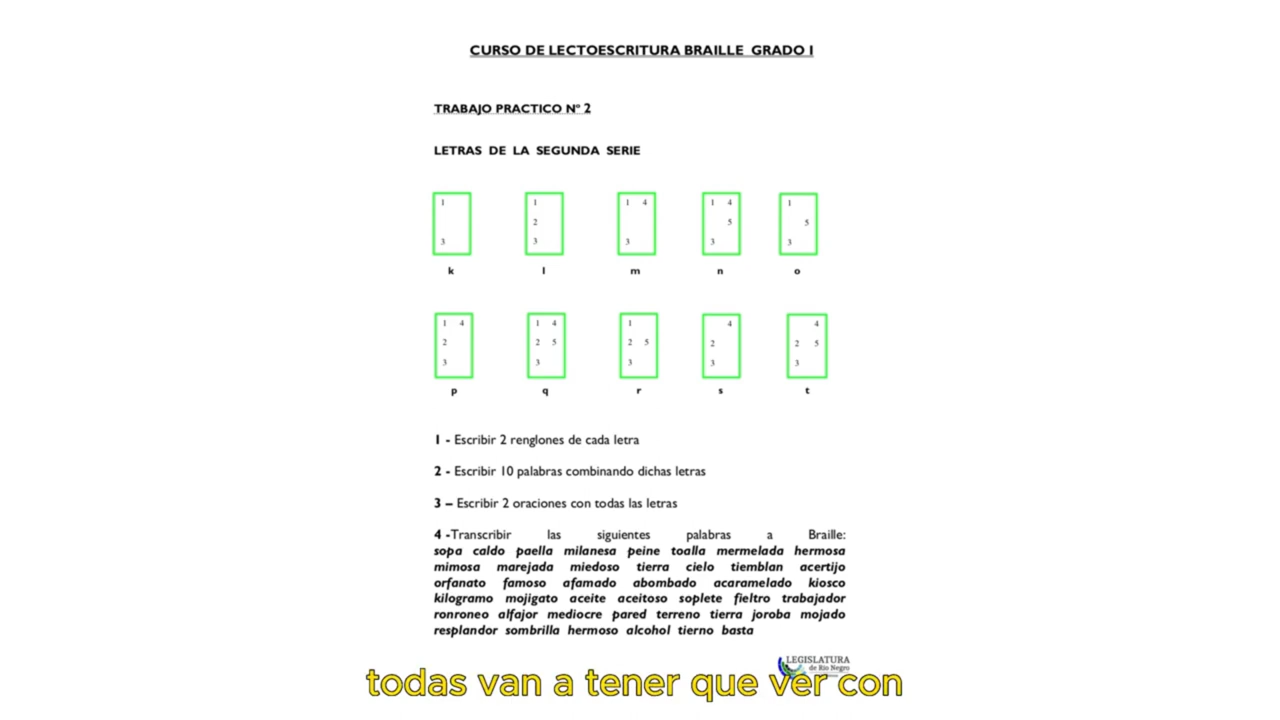 CURSO DE LECTOESCRITURA BRAILLE GRADO I
TRABAJO PRACTICO Nº 2
LETRAS DE LA SEGUNDA SERIE
1 1 1 4 1 4 1
2 5 5
3 3 3 3 3
k l m n o
1 4 1 4 1 4 4
2 2 5 2 5 2 2 5
3 3 3 3 3
p q r s t
1 - Escribir 2 renglones de cada letra
2 - Escribir 10 palabras combinando dichas letras
3 – Escribir 2 oraciones con todas las letras
4 -Transcribir las siguientes palabras a Braille:
sopa caldo paella milanesa peine toalla mermelada hermosa
mimosa marejada miedoso tierra cielo tiemblan acertijo
orfanato famoso afamado abombado acaramelado kiosco
kilogramo mojigato aceite aceitoso soplete fieltro trabajador
ronroneo alfajor mediocre pared terreno tierra joroba mojado
resplandor sombrilla hermoso alcohol tierno basta
LEGISLATURA
de Río Negro
todas van a tener que ver con